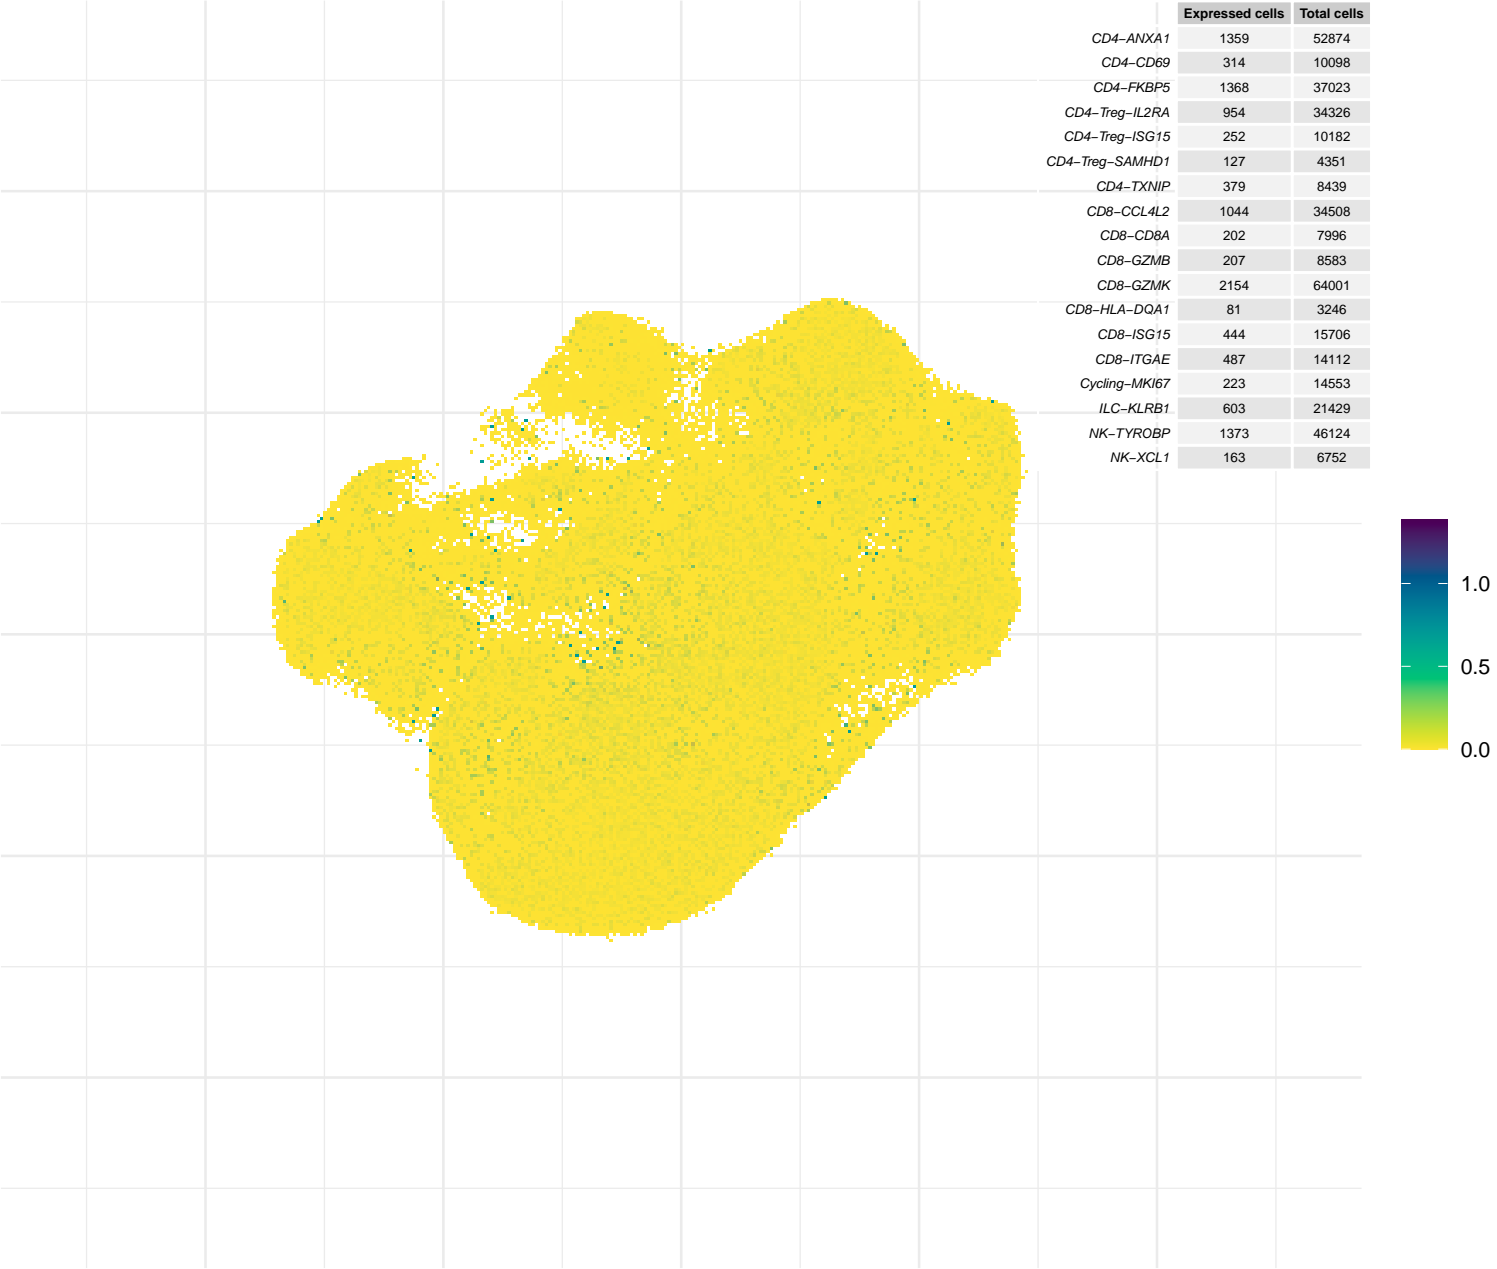 Expressed cells Total cells
CD4−ANXA1 1359 52874
CD4−CD69 314 10098
CD4−FKBP5 1368 37023
CD4−Treg−IL2RA 954 34326
CD4−Treg−ISG15 252 10182
CD4−Treg−SAMHD1 127 4351
CD4−TXNIP 379 8439
CD8−CCL4L2 1044 34508
CD8−CD8A 202 7996
CD8−GZMB 207 8583
CD8−GZMK 2154 64001
CD8−HLA−DQA1 81 3246
CD8−ISG15 444 15706
CD8−ITGAE 487 14112
Cycling−MKI67 223 14553
ILC−KLRB1 603 21429
NK−TYROBP 1373 46124
NK−XCL1 163 6752
1.0
0.5
0.0